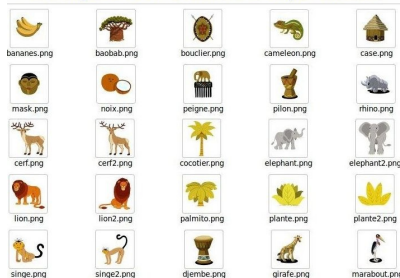 bananes.png baobab.png bouclier.png cameleon.png case.png
mask.png noix.png peigne.png pilon.png rhino.png
cerf.png cerf2.png cocotier.png elephant.png elephant2.png
lion.png lion2.png palmito.png plante.png plante2.png
singe.png singe2.png djembe.png girafe.png marabout.png